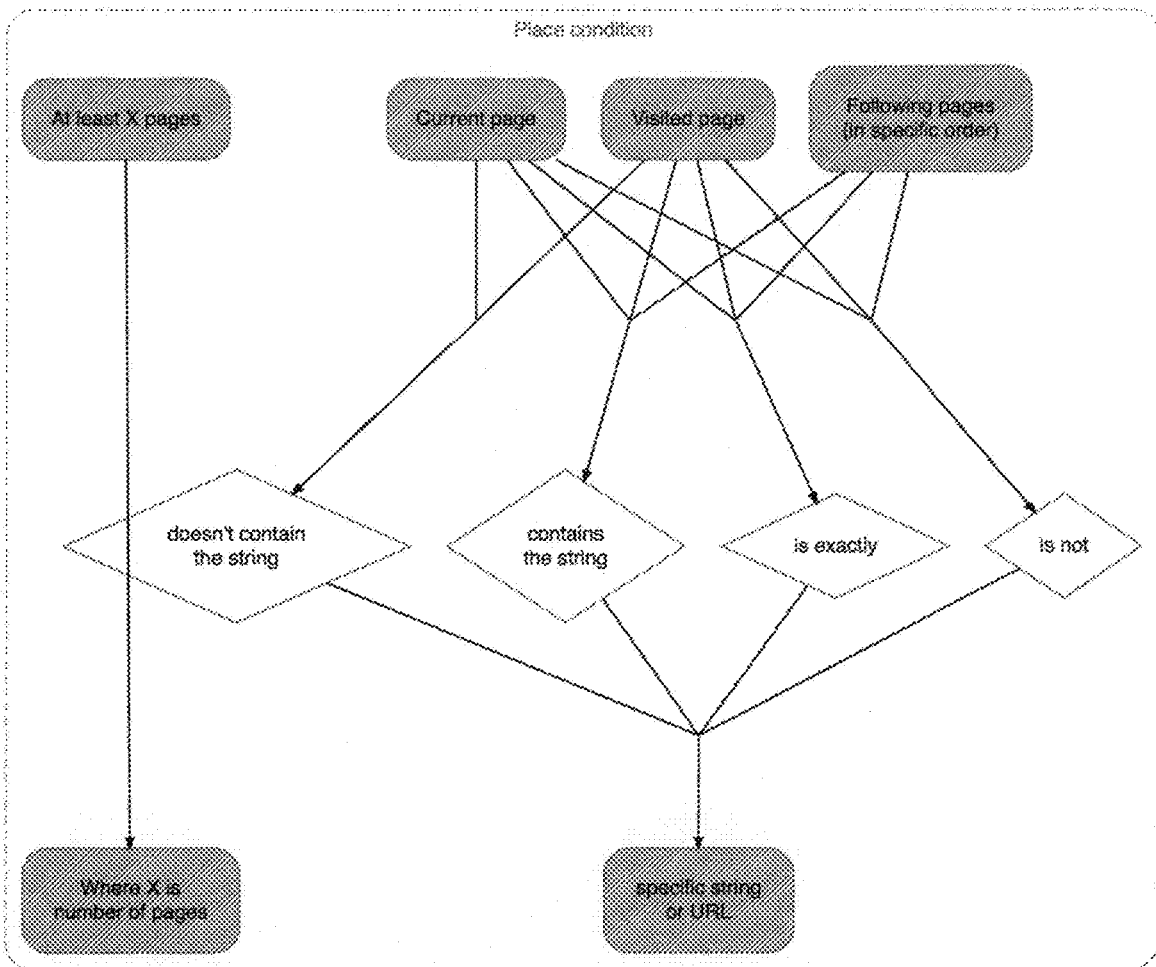 Place condition
At least X pages
Current page
Visited page
Following pages
(in specific order)
doesn't contain
the string
contains
the string
is exactly
is not
Where X is
number of pages
specific string
or URL